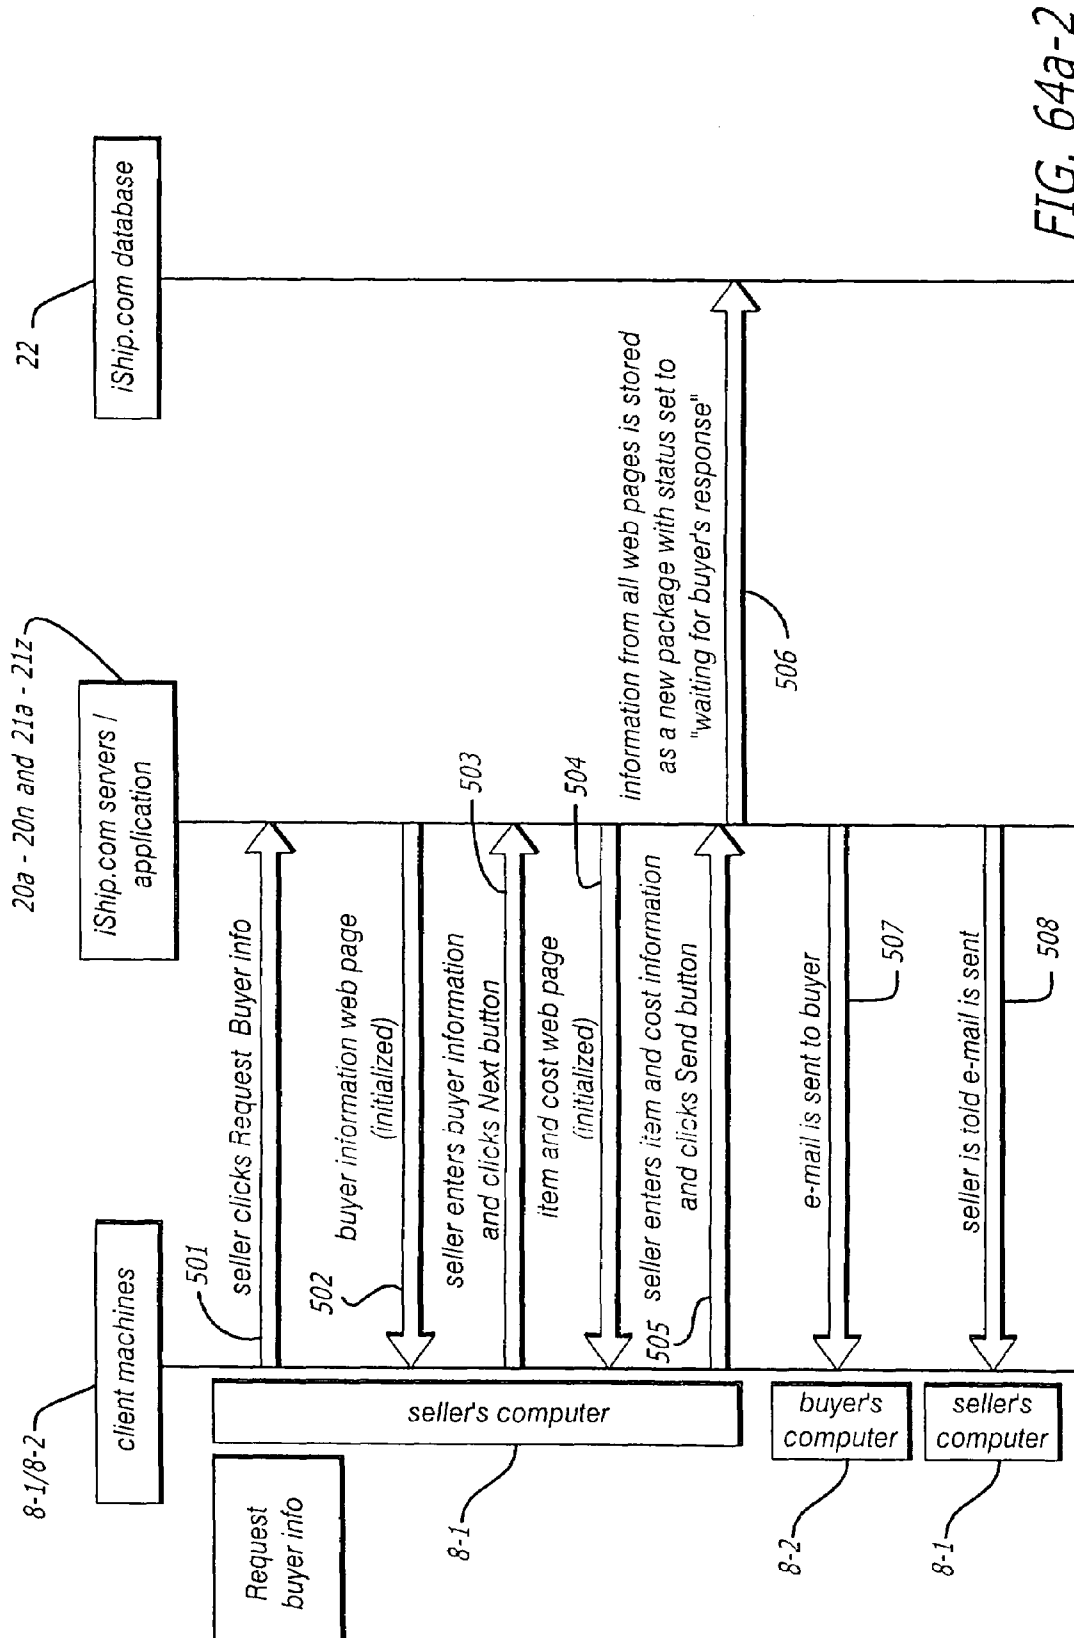 8-1/8-2
client machines
20a - 20n and 21a - 21z
iShip.com servers /
application
22
iShip.com database
Request
buyer info
seller's computer
8-1
501
seller clicks Request Buyer info
502
buyer information web page
(initialized)
seller enters buyer information
and clicks Next button
503
item and cost web page
(initialized)
504
505
seller enters item and cost information
and clicks Send button
information from all web pages is stored
as a new package with status set to
"waiting for buyer's response"
506
buyer's
computer
8-2
e-mail is sent to buyer
507
seller's
computer
8-1
seller is told e-mail is sent
508
FIG. 64a-2